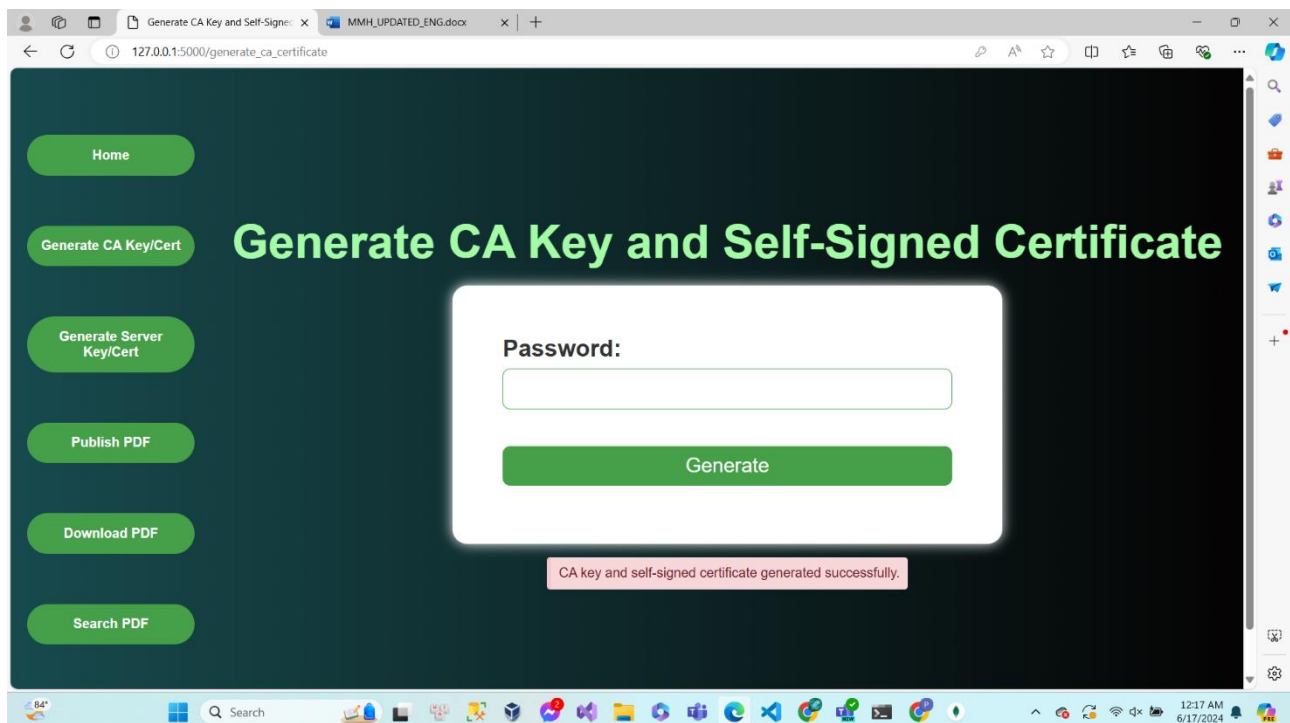 Generate CA Key and Self-Signec
MMH_UPDATED_ENG.docx
127.0.0.1:5000/generate_ca_certificate
Home
Generate CA Key/Cert
Generate Server
Key/Cert
Publish PDF
Download PDF
Search PDF
Generate CA Key and Self-Signed Certificate
Password:
Generate
CA key and self-signed certificate generated successfully.
84°
Search
12:17 AM
6/17/2024